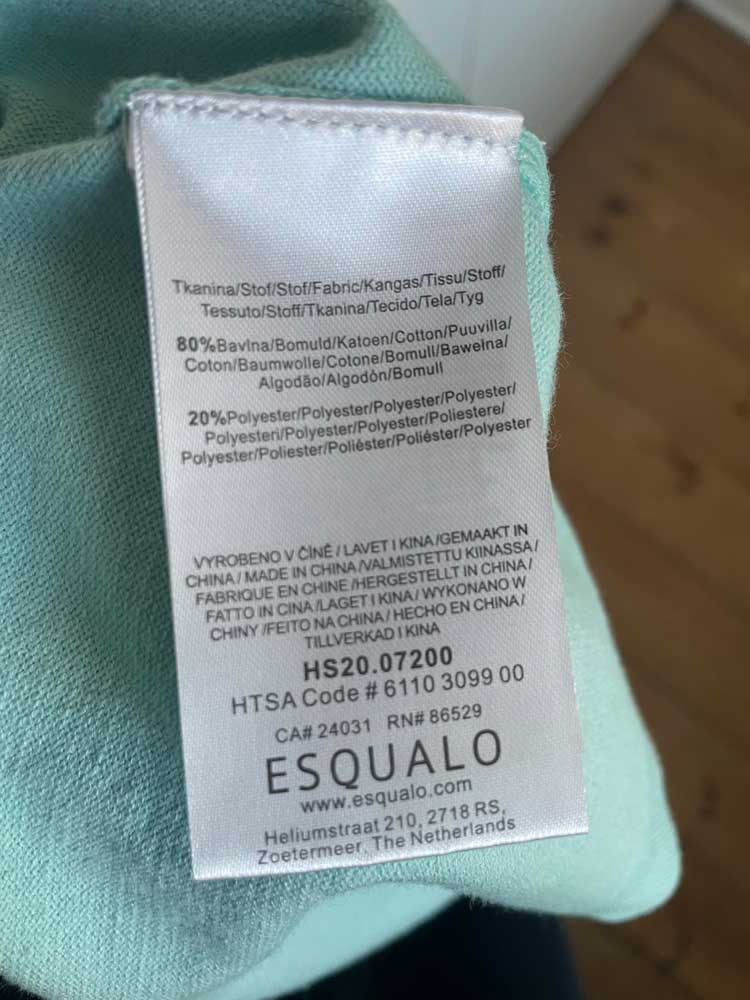 Tkanina/Stof/Stof/Fabric/Kangas/Tissu/Stoff/
Tessuto/Stoff/Tkanina/Tecido/Tela/Tyg
80%Bavlna/Bomuld/Katoen/Cotton/Puuvilla/
Coton/Baumwolle/Cotone/Bomull/Bawełna/
Algodão/Algodón/Bomull
20%Polyester/Polyester/Polyester/Polyester/
Polyesteri/Polyester/Polyester/Poliestere/
Polyester/Poliester/Poliéster/Poliéster/Polyester
VYROBENO V ČÍNĚ / LAVET I KINA /GEMAAKT IN
CHINA / MADE IN CHINA /VALMISTETTU KIINASSA /
FABRIQUE EN CHINE /HERGESTELLT IN CHINA /
FATTO IN CINA /LAGET I KINA / WYKONANO W
CHINY /FEITO NA CHINA / HECHO EN CHINA /
TILLVERKAD I KINA
HS20.07200
HTSA Code # 6110 3099 00
CA# 24031 RN# 86529
ESQUALO
www.esqualo.com
Heliumstraat 210, 2718 RS,
Zoetermeer, The Netherlands